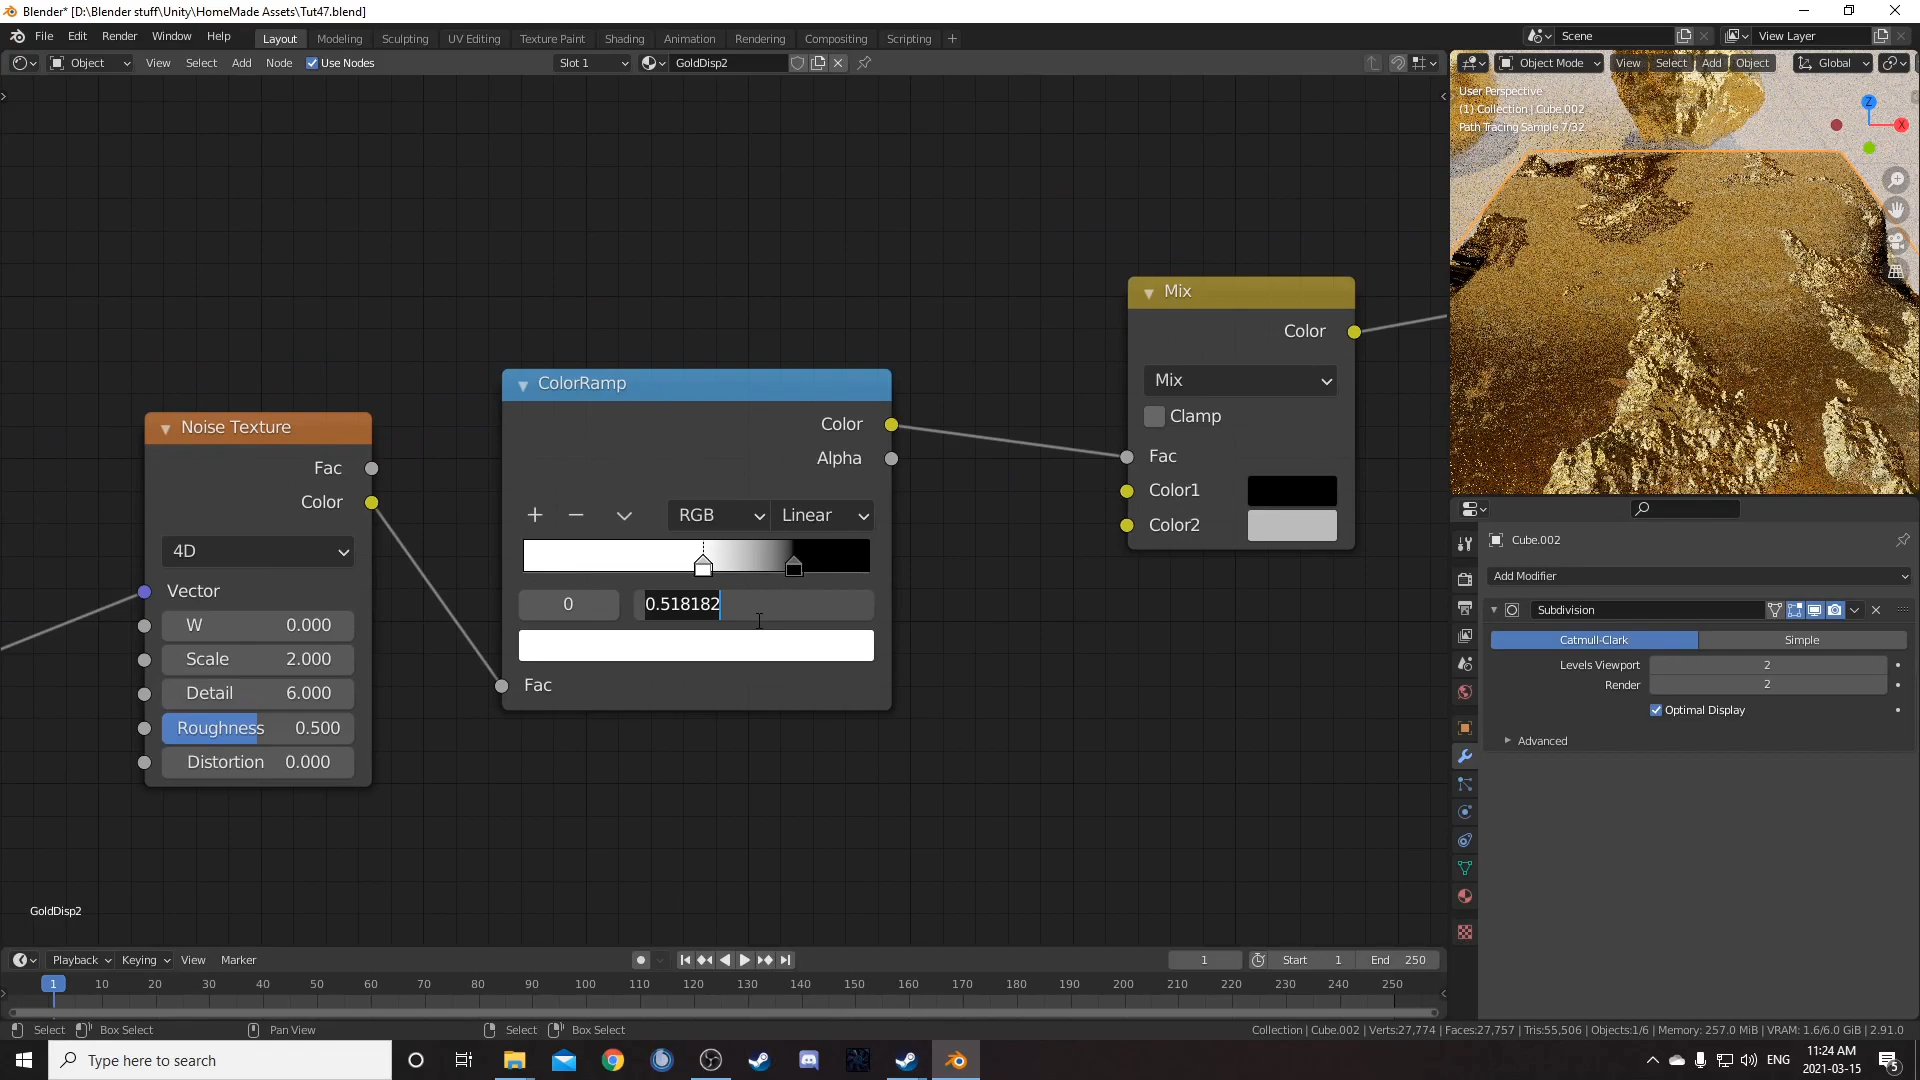 Blender* [D:\Blender stuff\Unity\HomeMade Assets\Tut47.blend]
File Edit Render Window Help Layout Modeling Sculpting UV Editing Texture Paint Shading Animation Rendering Compositing Scripting + Scene View Layer
Object View Select Add Node Use Nodes Slot 1 GoldDisp2 Object Mode View Select Add Object Global
User Perspective
(1) Collection | Cube.002
Path Tracing Sample 7/32
Z
X
Mix
Color
Mix
Clamp
Fac
Color1
Color2
ColorRamp
Color
Alpha
RGB Linear
0 0.518182
Fac
Noise Texture
Fac
Color
4D
Vector
W 0.000
Scale 2.000
Detail 6.000
Roughness 0.500
Distortion 0.000
GoldDisp2
Cube.002
Add Modifier
Subdivision
Catmull-Clark Simple
Levels Viewport 2
Render 2
Optimal Display
Advanced
Playback Keying View Marker 1 Start 1 End 250
1 10 20 30 40 50 60 70 80 90 100 110 120 130 140 150 160 170 180 190 200 210 220 230 240 250
Select Box Select Pan View Select Box Select Collection | Cube.002 | Verts:27,774 | Faces:27,757 | Tris:55,506 | Objects:1/6 | Memory: 257.0 MiB | VRAM: 1.6/6.0 GiB | 2.91.0
Type here to search ENG 11:24 AM
2021-03-15
5